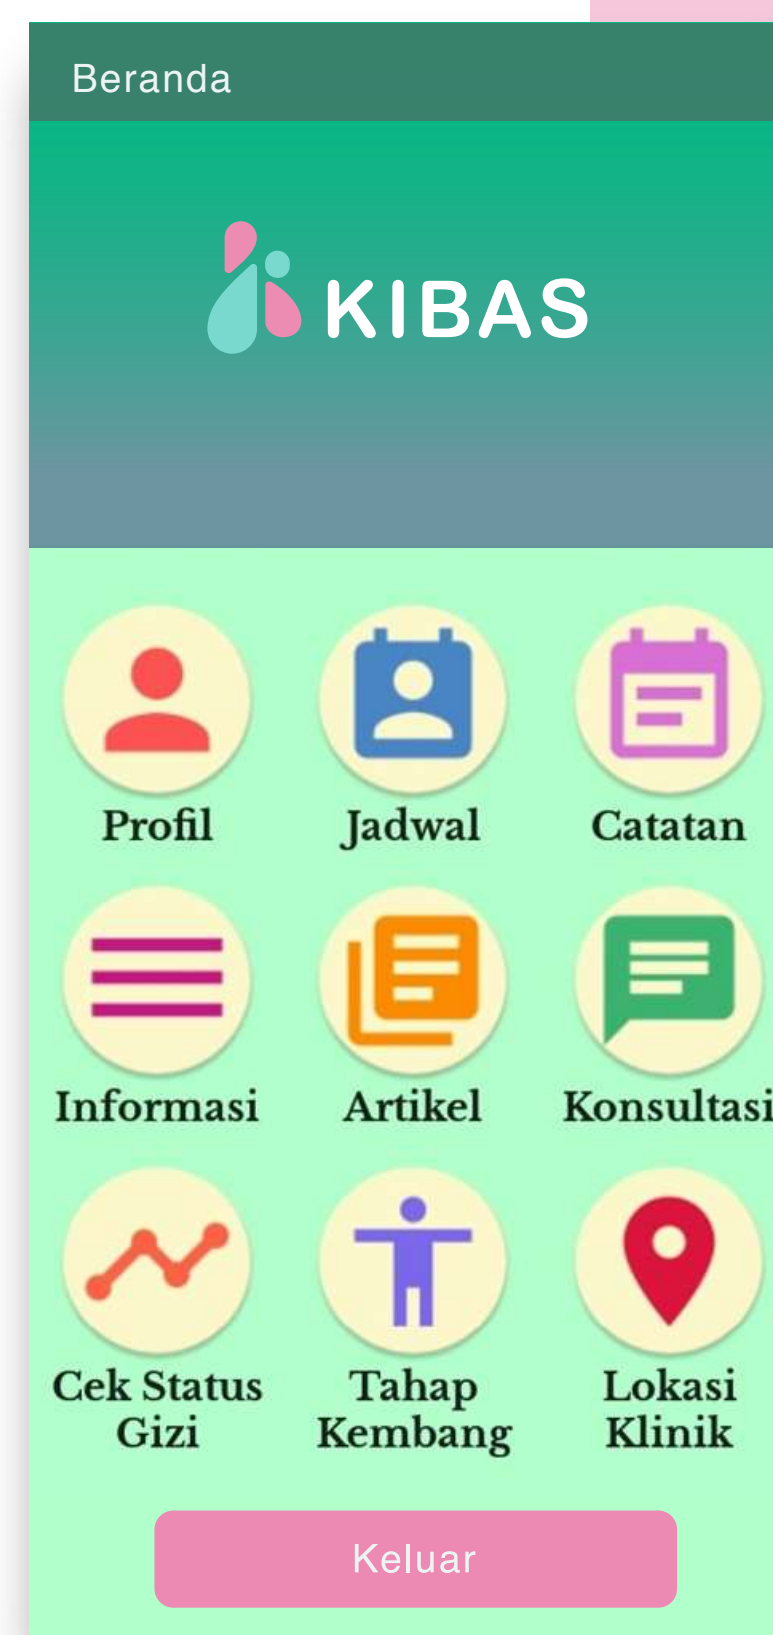 Beranda
KIBAS
Profil
Jadwal
Catatan
Informasi
Artikel
Konsultasi
Cek Status
Gizi
Tahap
Kembang
Lokasi
Klinik
Keluar